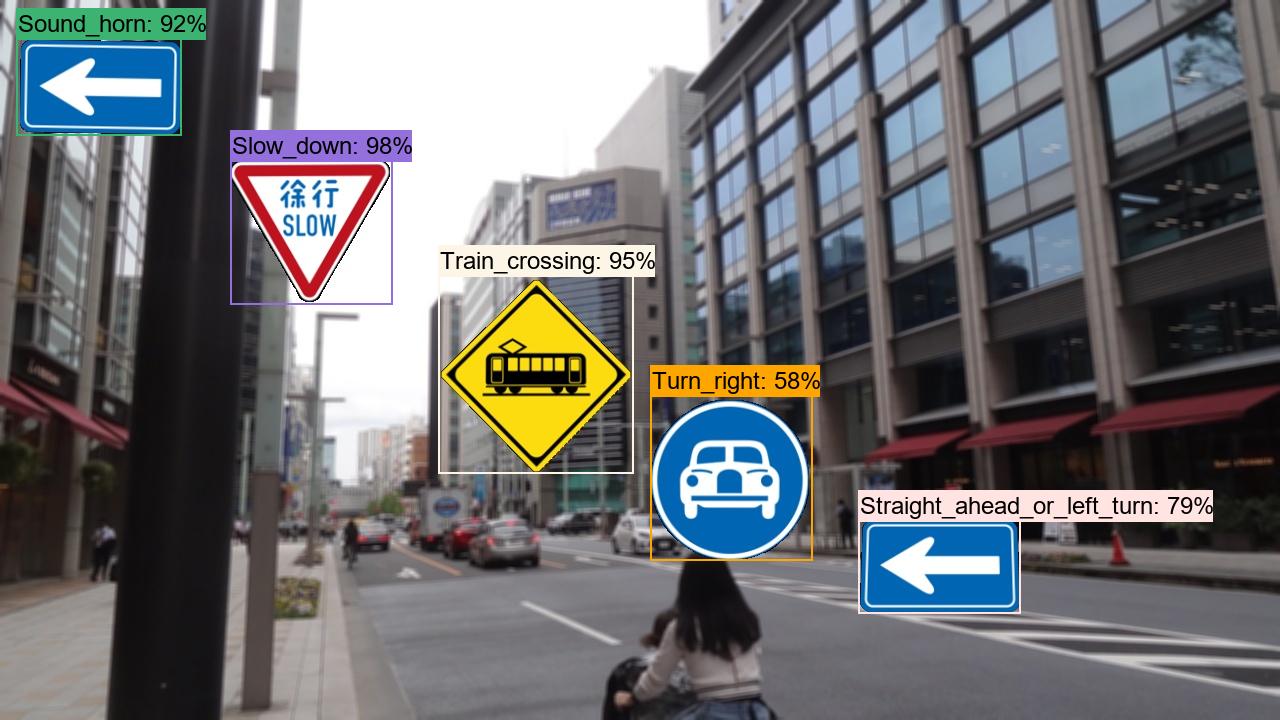 Sound_horn: 92%
Slow_down: 98%
徐行
SLOW
Train_crossing: 95%
Turn_right: 58%
Straight_ahead_or_left_turn: 79%